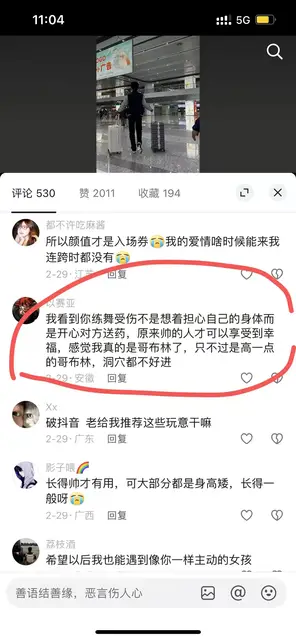 11:04
5G
评论 530
赞 2011
收藏 194
都不许吃麻酱
所以颜值才是入场券😭我的爱情啥时候能来我
连跨时都没有😭
2-29 · 江苏 回复
以赛亚
我看到你练舞受伤不是想着担心自己的身体而
是开心对方送药，原来帅的人才可以享受到幸
福，感觉我真的是哥布林了，只不过是高一点
的哥布林，洞穴都不好进
2-29 · 安徽 回复
Xx
破抖音 老给我推荐这些玩意干嘛
2-29 · 广东 回复
影子喂🌈
长得帅才有用，可大部分都是身高矮，长得一
般呀😭
2-29 · 广西 回复
荔枝酒
希望以后我也能遇到像你一样主动的女孩
善语结善缘，恶言伤人心